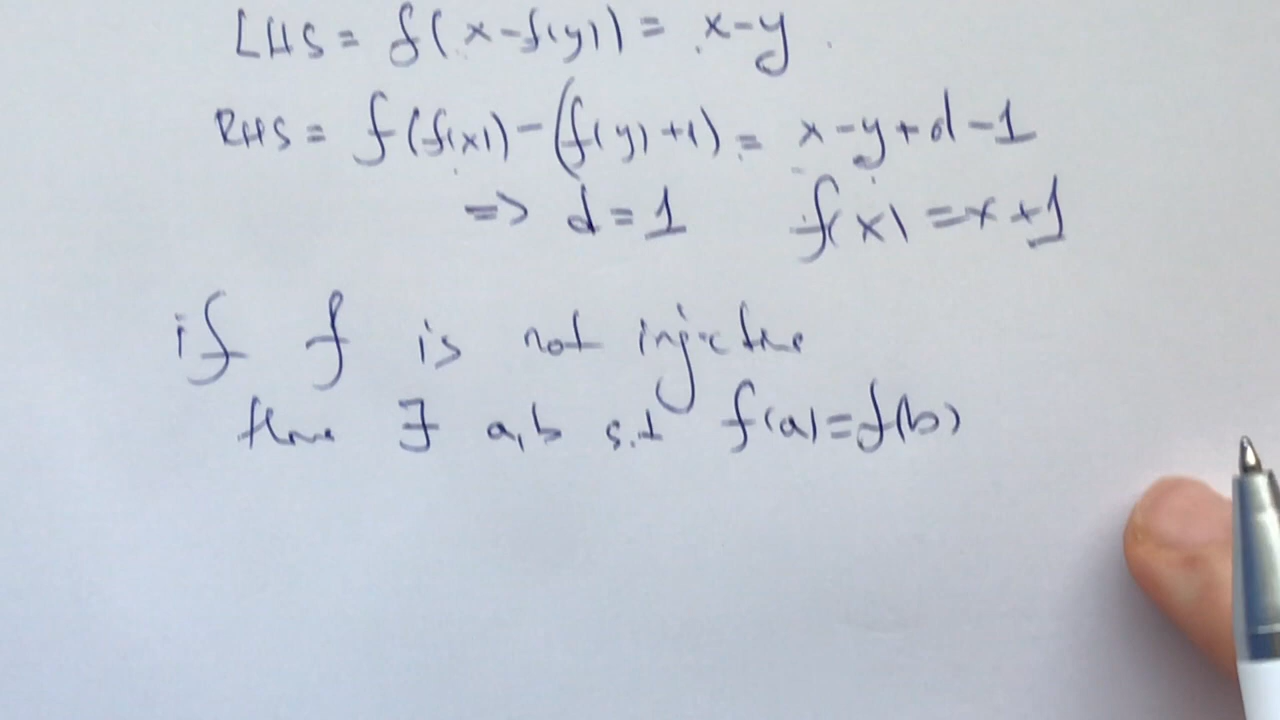 LHS = f(x-f(y)) = x-y
RHS = f(f(x)) - (f(y)+1) = x-y+d-1
=> d = 1 f(x) = x+1
if f is not injective
then ∃ a,b s.t f(a)=f(b)